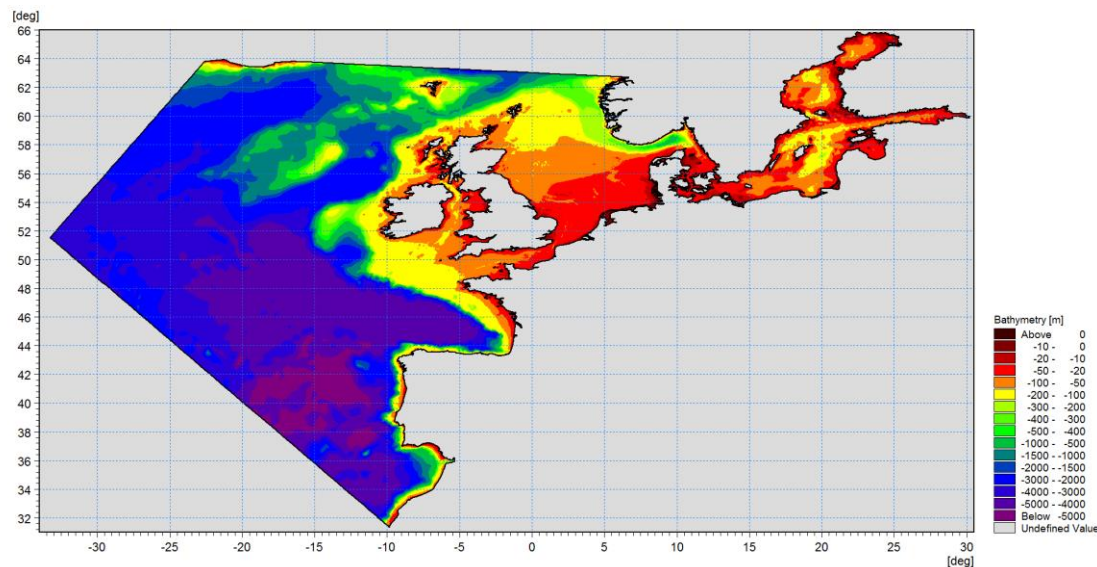 [deg]
66
64
62
60
58
56
54
52
50
48
46
44
42
40
38
36
34
32
-30 -25 -20 -15 -10 -5 0 5 10 15 20 25 30
[deg]
Bathymetry [m]
Above 0
-10 - 0
-20 - -10
-50 - -20
-100 - -50
-200 - -100
-300 - -200
-400 - -300
-500 - -400
-1000 - -500
-1500 - -1000
-2000 - -1500
-3000 - -2000
-4000 - -3000
-5000 - -4000
Below -5000
Undefined Value